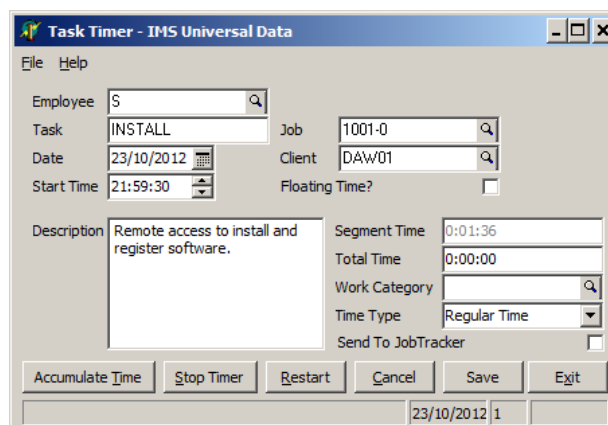 Task Timer - IMS Universal Data
File Help
Employee S
Task INSTALL Job 1001-0
Date 23/10/2012 Client DAW01
Start Time 21:59:30 Floating Time?
Description Remote access to install and Segment Time 0:01:36
register software.
Total Time 0:00:00
Work Category
Time Type Regular Time
Send To JobTracker
Accumulate Time Stop Timer Restart Cancel Save Exit
23/10/2012 1